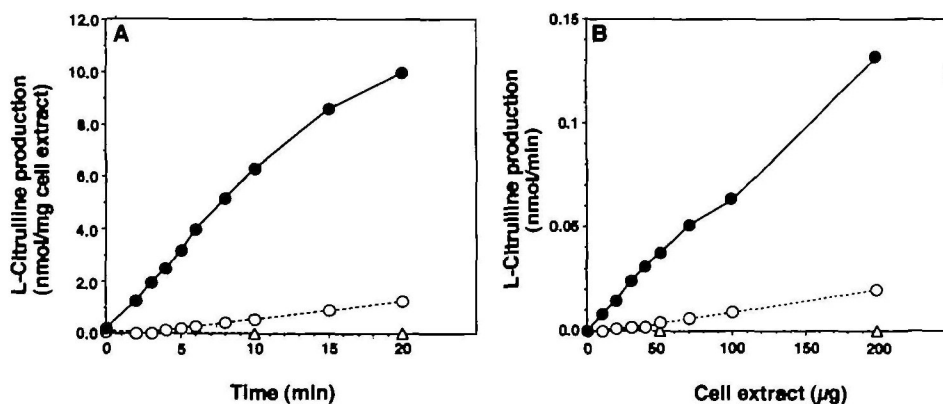 A
12.0
10.0
8.0
6.0
4.0
2.0
0.0
0
5
10
15
20
L-Citrulline production
(nmol/mg cell extract)
Time (min)
B
0.15
0.1
0.05
0.0
0
50
100
150
200
L-Citrulline production
(nmol/min)
Cell extract (µg)